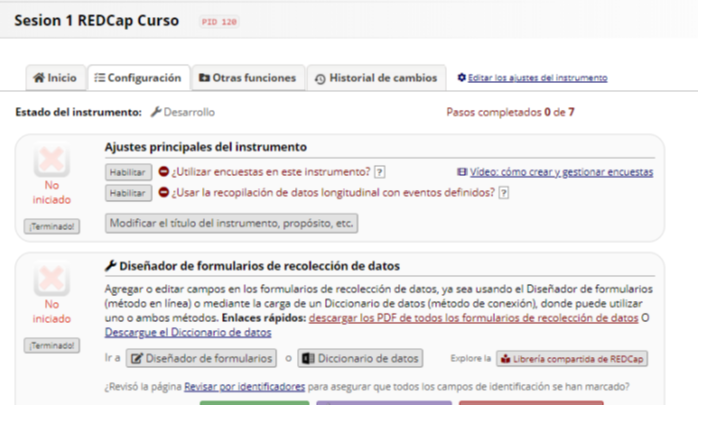 Sesion 1 REDCap Curso PID 120
Inicio Configuración Otras funciones Historial de cambios Editar los ajustes del instrumento
Estado del instrumento: Desarrollo Pasos completados 0 de 7
Ajustes principales del instrumento
Habilitar ¿Utilizar encuestas en este instrumento? ? Vídeo: cómo crear y gestionar encuestas
Habilitar ¿Usar la recopilación de datos longitudinal con eventos definidos? ?
No
iniciado
¡Terminado! Modificar el título del instrumento, propósito, etc.
Diseñador de formularios de recolección de datos
Agregar o editar campos en los formularios de recolección de datos, ya sea usando el Diseñador de formularios
(método en línea) o mediante la carga de un Diccionario de datos (método de conexión), donde puede utilizar
uno o ambos métodos. Enlaces rápidos: descargar los PDF de todos los formularios de recolección de datos O
Descargue el Diccionario de datos
No
iniciado
¡Terminado!
Ir a Diseñador de formularios o Diccionario de datos Explore la Librería compartida de REDCap
¿Revisó la página Revisar por identificadores para asegurar que todos los campos de identificación se han marcado?